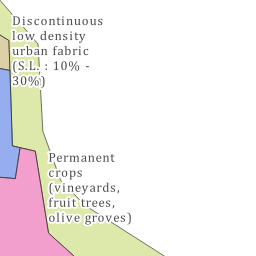 Discontinuous
low density
urban fabric
(S.L. : 10% -
30%)
Permanent
crops
(vineyards,
fruit trees,
olive groves)